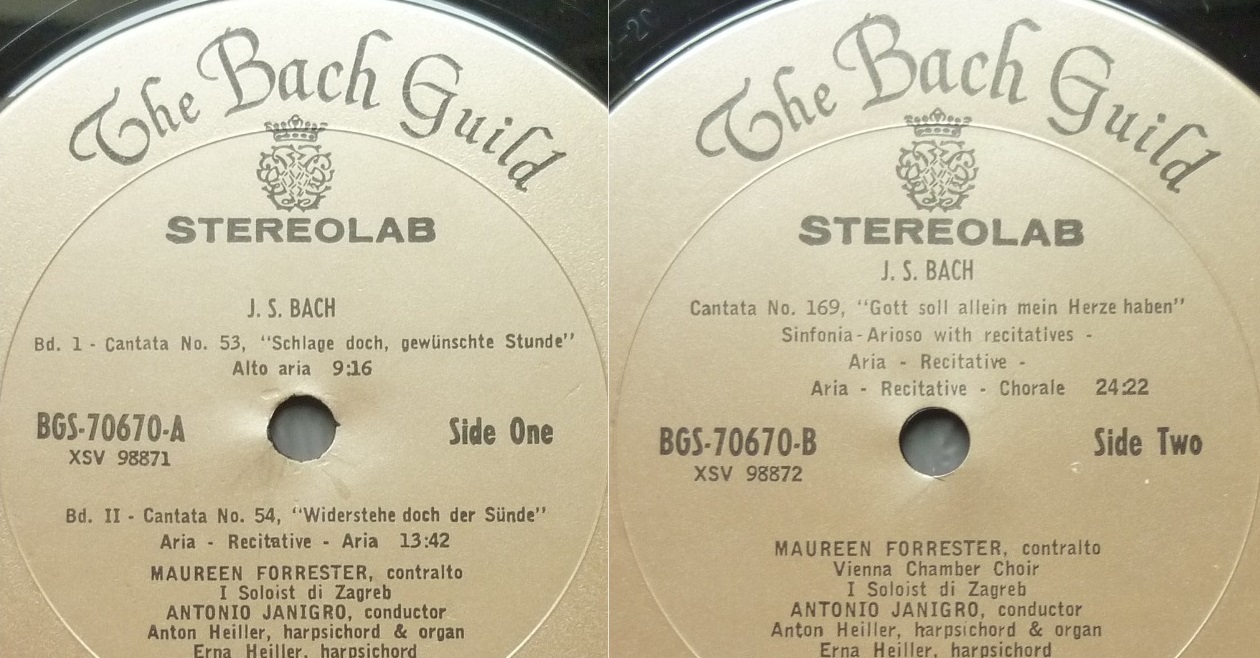 The Bach Guild
STEREOLAB
J. S. BACH
Bd. 1 - Cantata No. 53, “Schlage doch, gewünschte Stunde”
Alto aria 9:16
BGS-70670-A
XSV 98871
Side One
Bd. II - Cantata No. 54, “Widerstehe doch der Sünde”
Aria - Recitative - Aria 13:42
MAUREEN FORRESTER, contralto
I Soloist di Zagreb
ANTONIO JANIGRO, conductor
Anton Heiller, harpsichord & organ
Erna Heiller, harpsichord
The Bach Guild
STEREOLAB
J. S. BACH
Cantata No. 169, “Gott soll allein mein Herze haben”
Sinfonia-Arioso with recitatives -
Aria - Recitative -
Aria - Recitative - Chorale 24:22
BGS-70670-B
XSV 98872
Side Two
MAUREEN FORRESTER, contralto
Vienna Chamber Choir
I Soloist di Zagreb
ANTONIO JANIGRO, conductor
Anton Heiller, harpsichord & organ
Erna Heiller, harpsichord